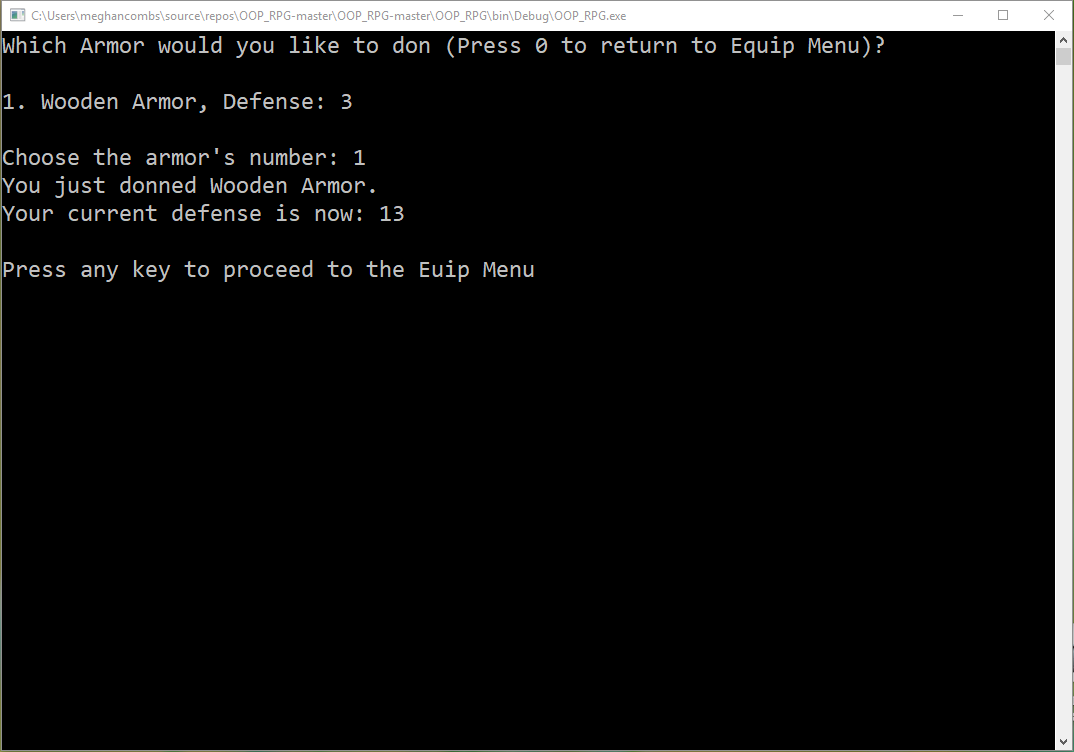 C:\Users\meghancombs\source\repos\OOP_RPG-master\OOP_RPG-master\OOP_RPG\bin\Debug\OOP_RPG.exe
Which Armor would you like to don (Press 0 to return to Equip Menu)?
1. Wooden Armor, Defense: 3
Choose the armor's number: 1
You just donned Wooden Armor.
Your current defense is now: 13
Press any key to proceed to the Euip Menu